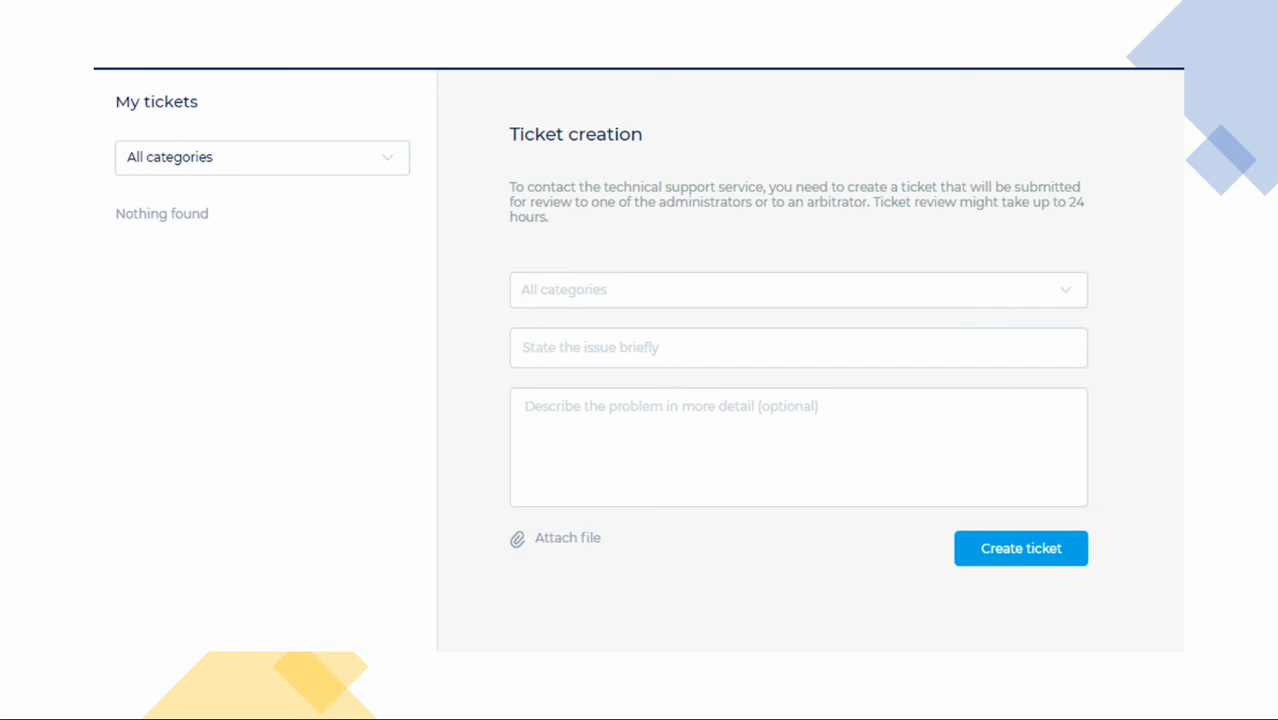 My tickets
All categories
Nothing found
Ticket creation
To contact the technical support service, you need to create a ticket that will be submitted
for review to one of the administrators or to an arbitrator. Ticket review might take up to 24
hours.
All categories
State the issue briefly
Describe the problem in more detail (optional)
Attach file
Create ticket